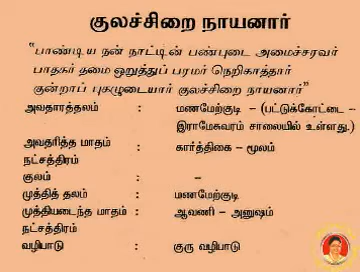 குலச்சிறை நாயனார்
"பாண்டிய நன் நாட்டின் பண்புடை அமைச்சரவர்
பாதகர் தமை ஒறுத்துப் பரமர் நெறிகாத்தார்
குன்றாப் புகழுடையார் குலச்சிறை நாயனார்"
அவதாரத்தலம் : மணமேற்குடி – (பட்டுக்கோட்டை –
இராமேசுவரம் சாலையில் உள்ளது.)
அவதரித்த மாதம் : கார்த்திகை – மூலம்
நட்சத்திரம்
குலம் : –
முத்தித் தலம் : மணமேற்குடி
முத்தியடைந்த மாதம் : ஆவணி – அனுஷம்
நட்சத்திரம்
வழிபாடு : குரு வழிபாடு